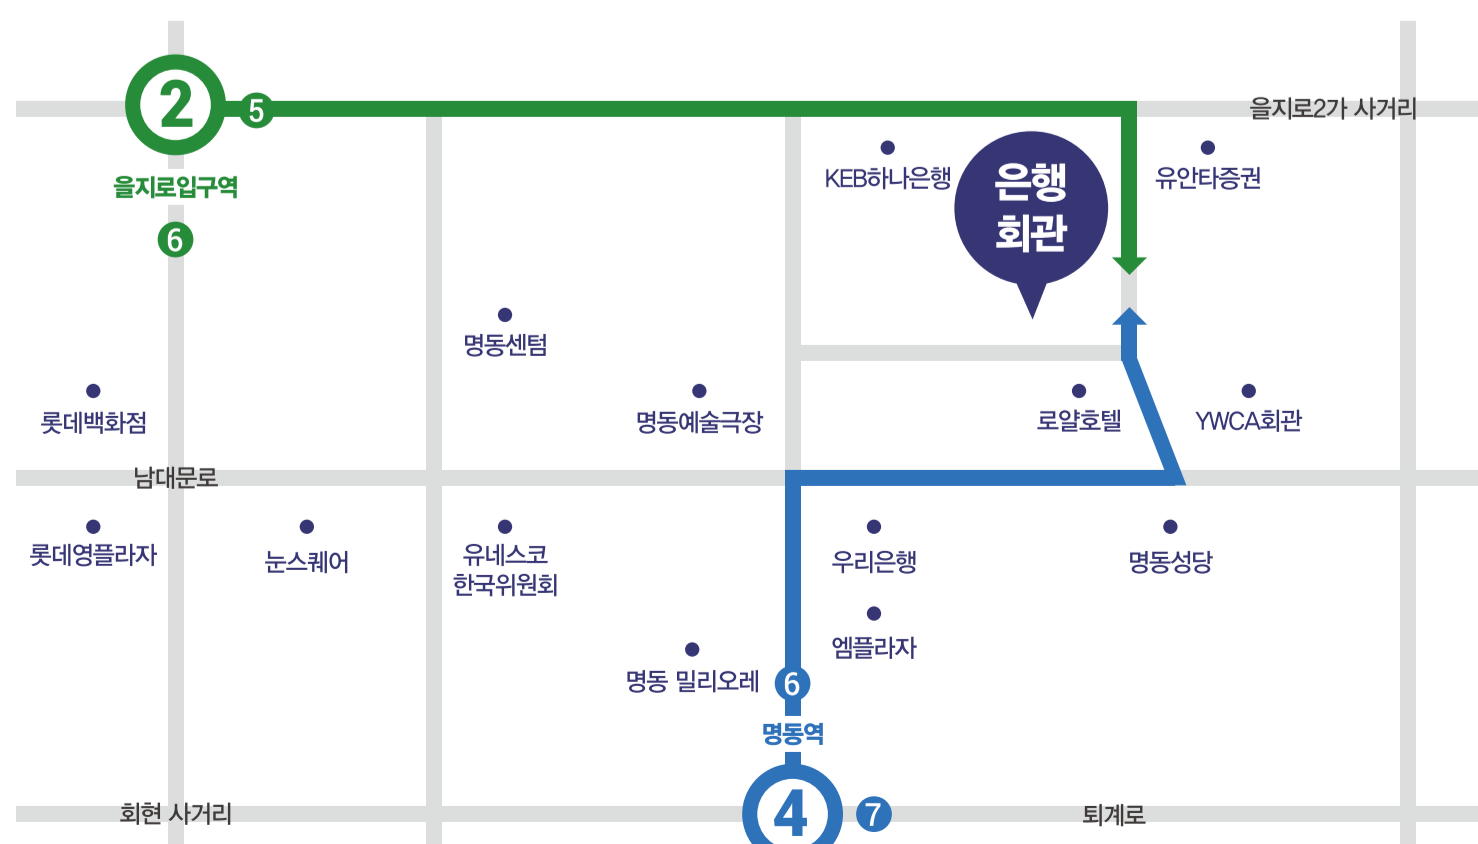 2
5
을지로2가 사거리
을지로입구역
6
KEB하나은행
은행
회관
유안타증권
명동센텀
롯데백화점
명동예술극장
로얄호텔
YWCA회관
남대문로
롯데영플라자
눈스퀘어
유네스코
한국위원회
우리은행
명동성당
엠플라자
명동 밀리오레
6
명동역
회현 사거리
4
7
퇴계로